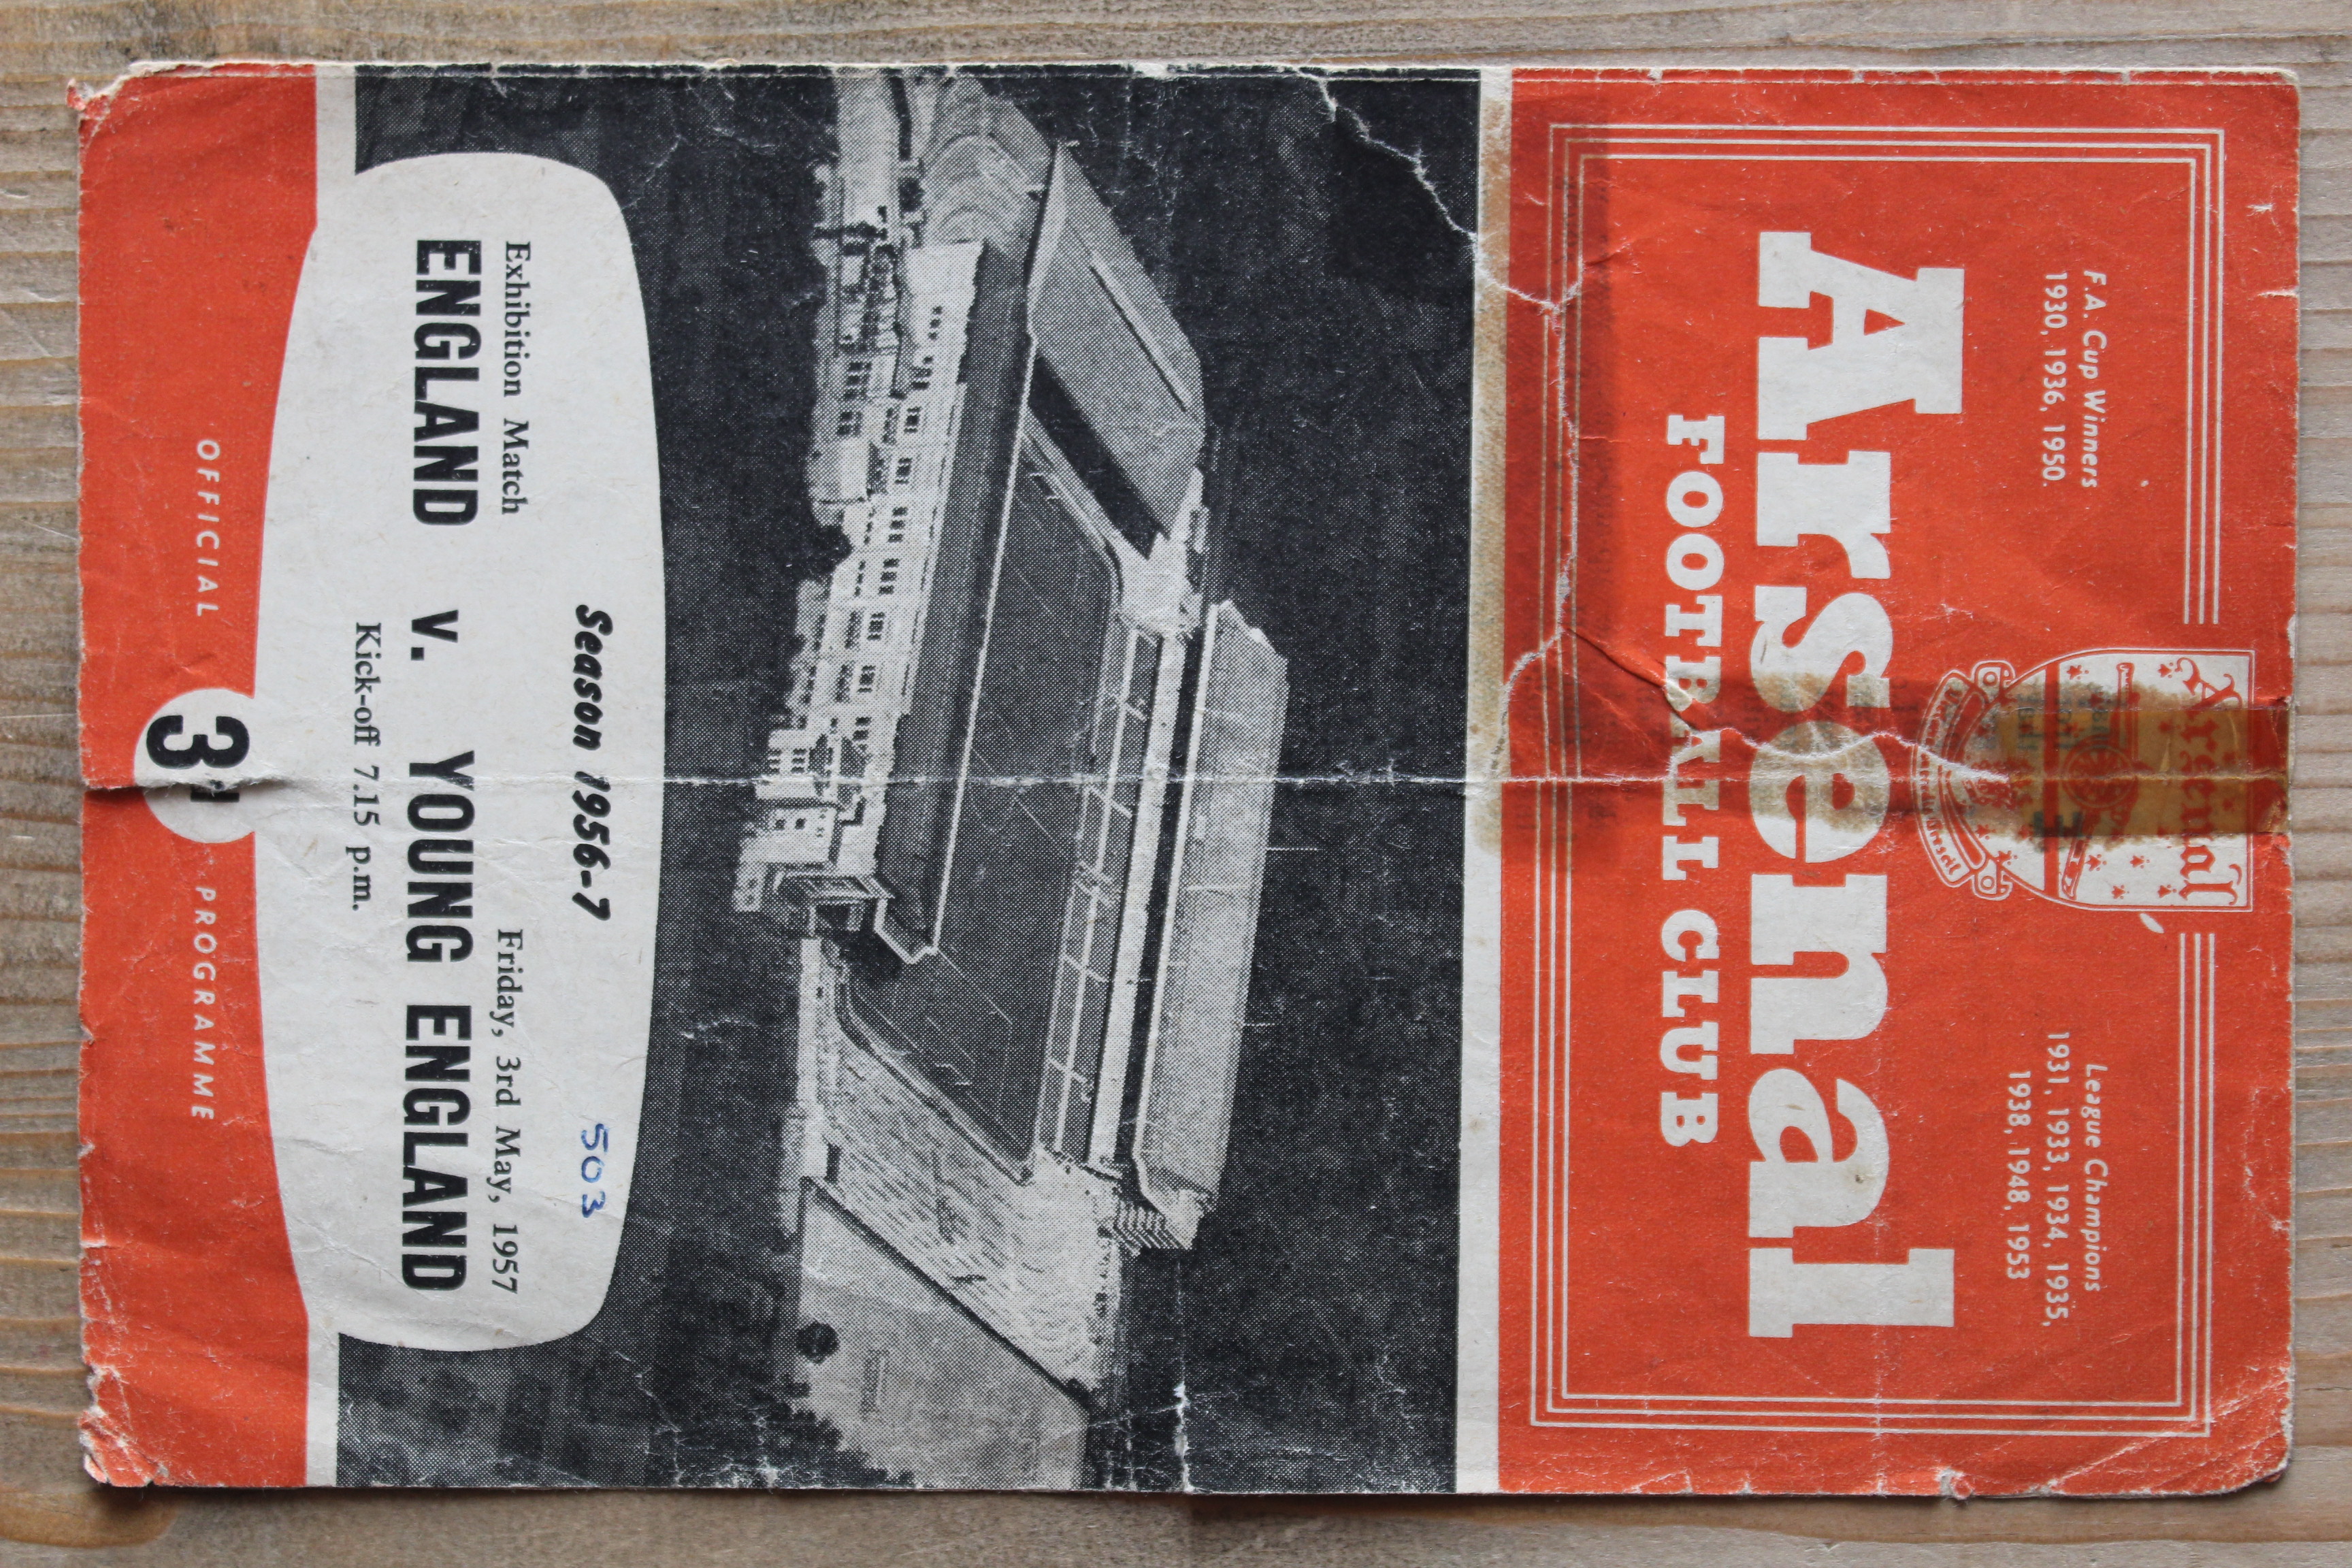 Arsenal
F.A. Cup Winners
1930, 1936, 1950.
League Champions
1931, 1933, 1934, 1935,
1938, 1948, 1953
Arsenal
FOOTBALL CLUB
Season 1956-7
503
Exhibition Match
Friday, 3rd May, 1957
ENGLAND v. YOUNG ENGLAND
Kick-off 7.15 p.m.
OFFICIAL 3D PROGRAMME